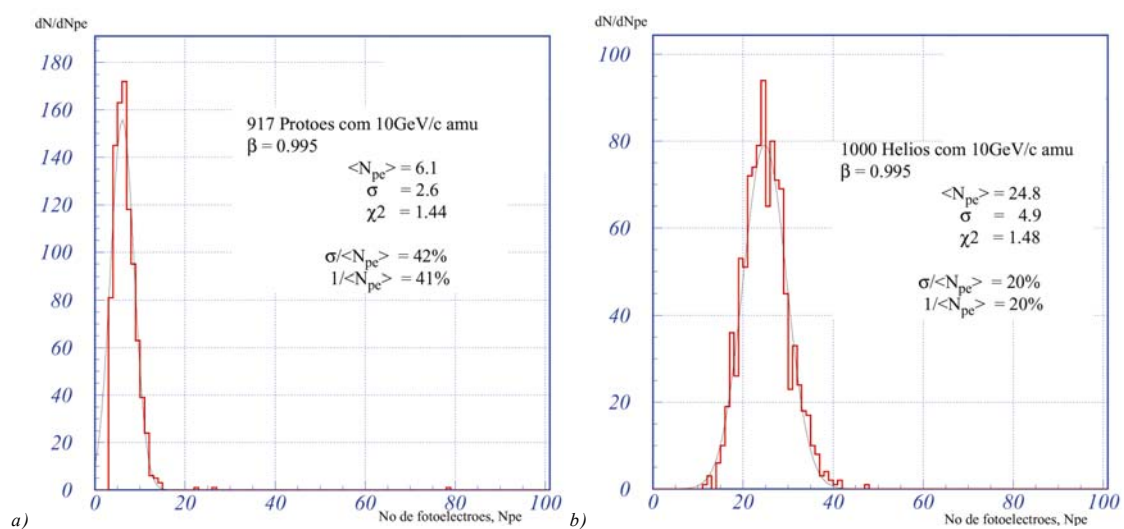 dN/dNpe
180
160
140
120
100
80
60
40
20
0
917 Protoes com 10GeV/c amu
β = 0.995
<Npe> = 6.1
σ = 2.6
χ2 = 1.44
σ/<Npe> = 42%
1/<Npe> = 41%
0 20 40 60 80 100
No de fotoelectroes, Npe
a)
dN/dNpe
100
80
60
40
20
0
1000 Helios com 10GeV/c amu
β = 0.995
<Npe> = 24.8
σ = 4.9
χ2 = 1.48
σ/<Npe> = 20%
1/<Npe> = 20%
0 20 40 60 80 100
No de fotoelectroes, Npe
b)